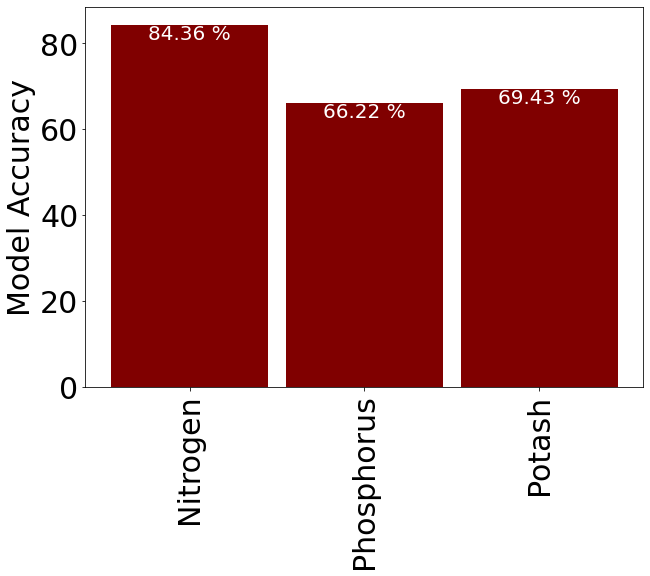 Model Accuracy
80
60
40
20
0
84.36 %
66.22 %
69.43 %
Nitrogen
Phosphorus
Potash